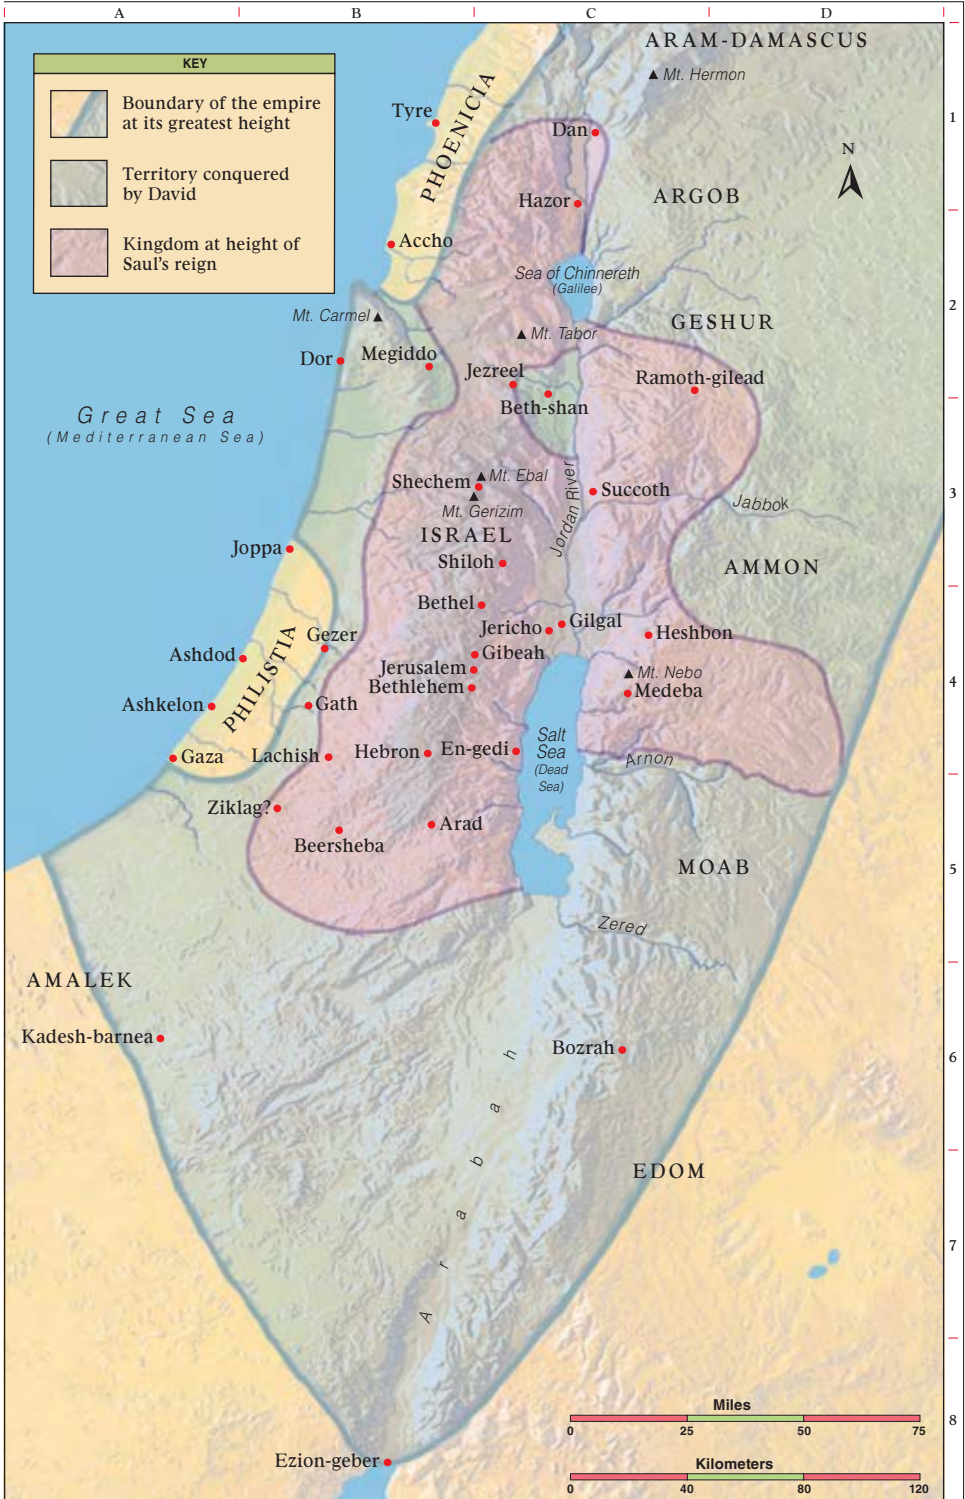 A B C D
KEY
Boundary of the empire
at its greatest height
Territory conquered
by David
Kingdom at height of
Saul's reign
ARAM-DAMASCUS
Mt. Hermon
PHOENICIA
Tyre
1
Dan
N
ARGOB
Hazor
Accho
Sea of Chinnereth
(Galilee)
2
Mt. Carmel
GESHUR
Mt. Tabor
Dor
Megiddo
Jezreel
Ramoth-gilead
Beth-shan
Great Sea
(Mediterranean Sea)
Mt. Ebal
Shechem
Succoth
3
Mt. Gerizim
Jordan River
Jabbok
ISRAEL
Joppa
Shiloh
AMMON
Bethel
Gilgal
Jericho
Heshbon
Gezer
PHILISTIA
Gibeah
Ashdod
Jerusalem
Mt. Nebo
4
Bethlehem
Medeba
Ashkelon
Gath
Salt
Sea
(Dead
Sea)
Gaza
Lachish
Hebron
En-gedi
Arnon
Ziklag?
Arad
Beersheba
MOAB
5
Zered
AMALEK
Kadesh-barnea
Bozrah
6
Arabah
EDOM
7
Miles
0 25 50 75
8
Ezion-geber
Kilometers
0 40 80 120